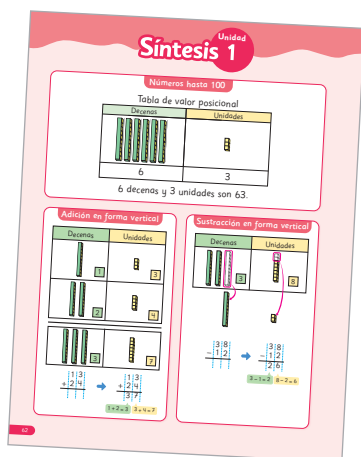 Unidad
Síntesis 1
Números hasta 100
Tabla de valor posicional
Decenas Unidades
6 3
6 decenas y 3 unidades son 63.
Adición en forma vertical
Decenas Unidades
1 3
2 4
3 7
1 3
+ 2 4
1 3
+ 2 4
3 7
1+2=3 3+4=7
Sustracción en forma vertical
Decenas Unidades
3 8
3 8
- 1 2
3 8
- 1 2
2 6
3-1=2 8-2=6
62